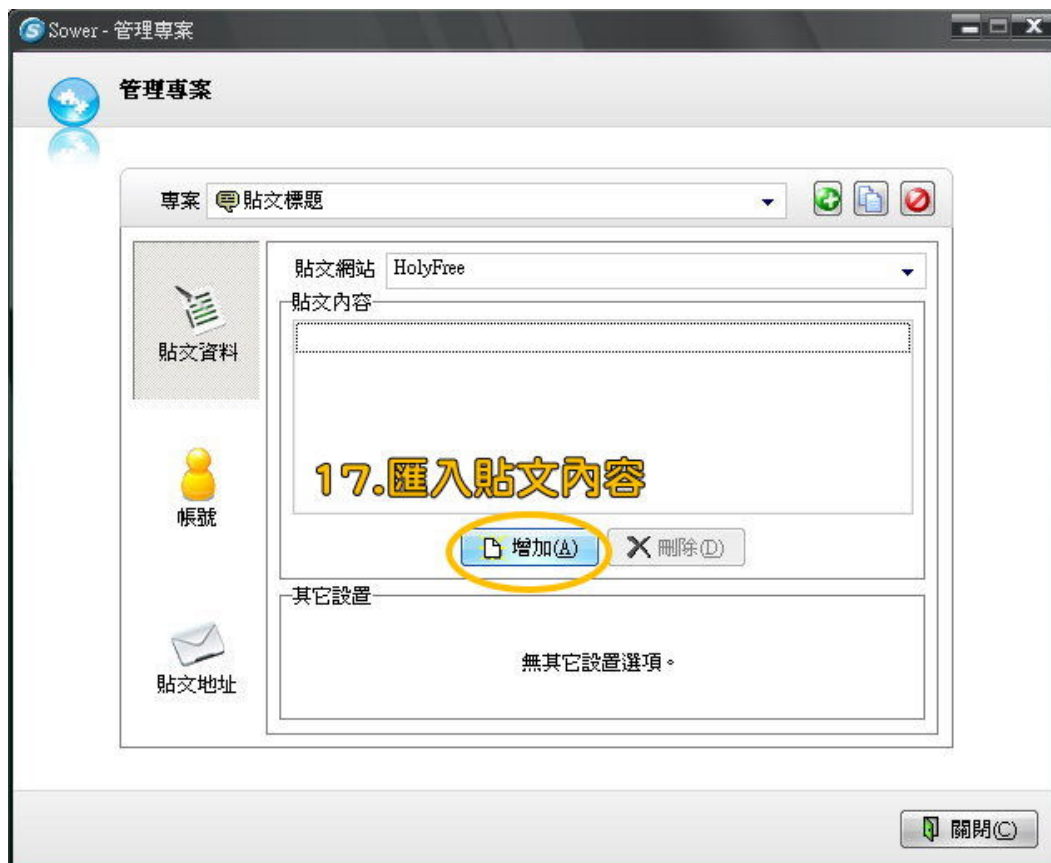 Sower - 管理專案
管理專案
專案 貼文標題
貼文網站 HolyFree
貼文內容
貼文資料
17.匯入貼文內容
帳號
增加(A) 刪除(D)
其它設置
無其它設置選項。
貼文地址
關閉(C)